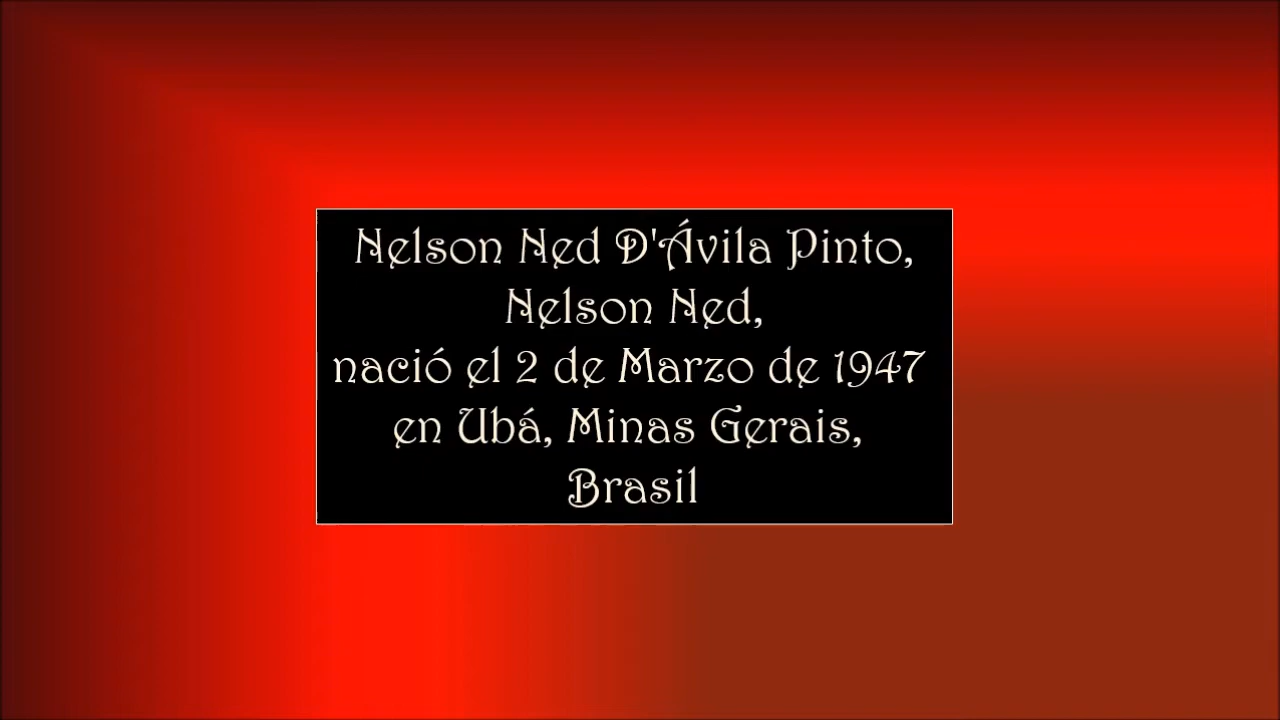 Nelson Ned D'Ávila Pinto,
Nelson Ned,
nació el 2 de Marzo de 1947
en Ubá, Minas Gerais,
Brasil